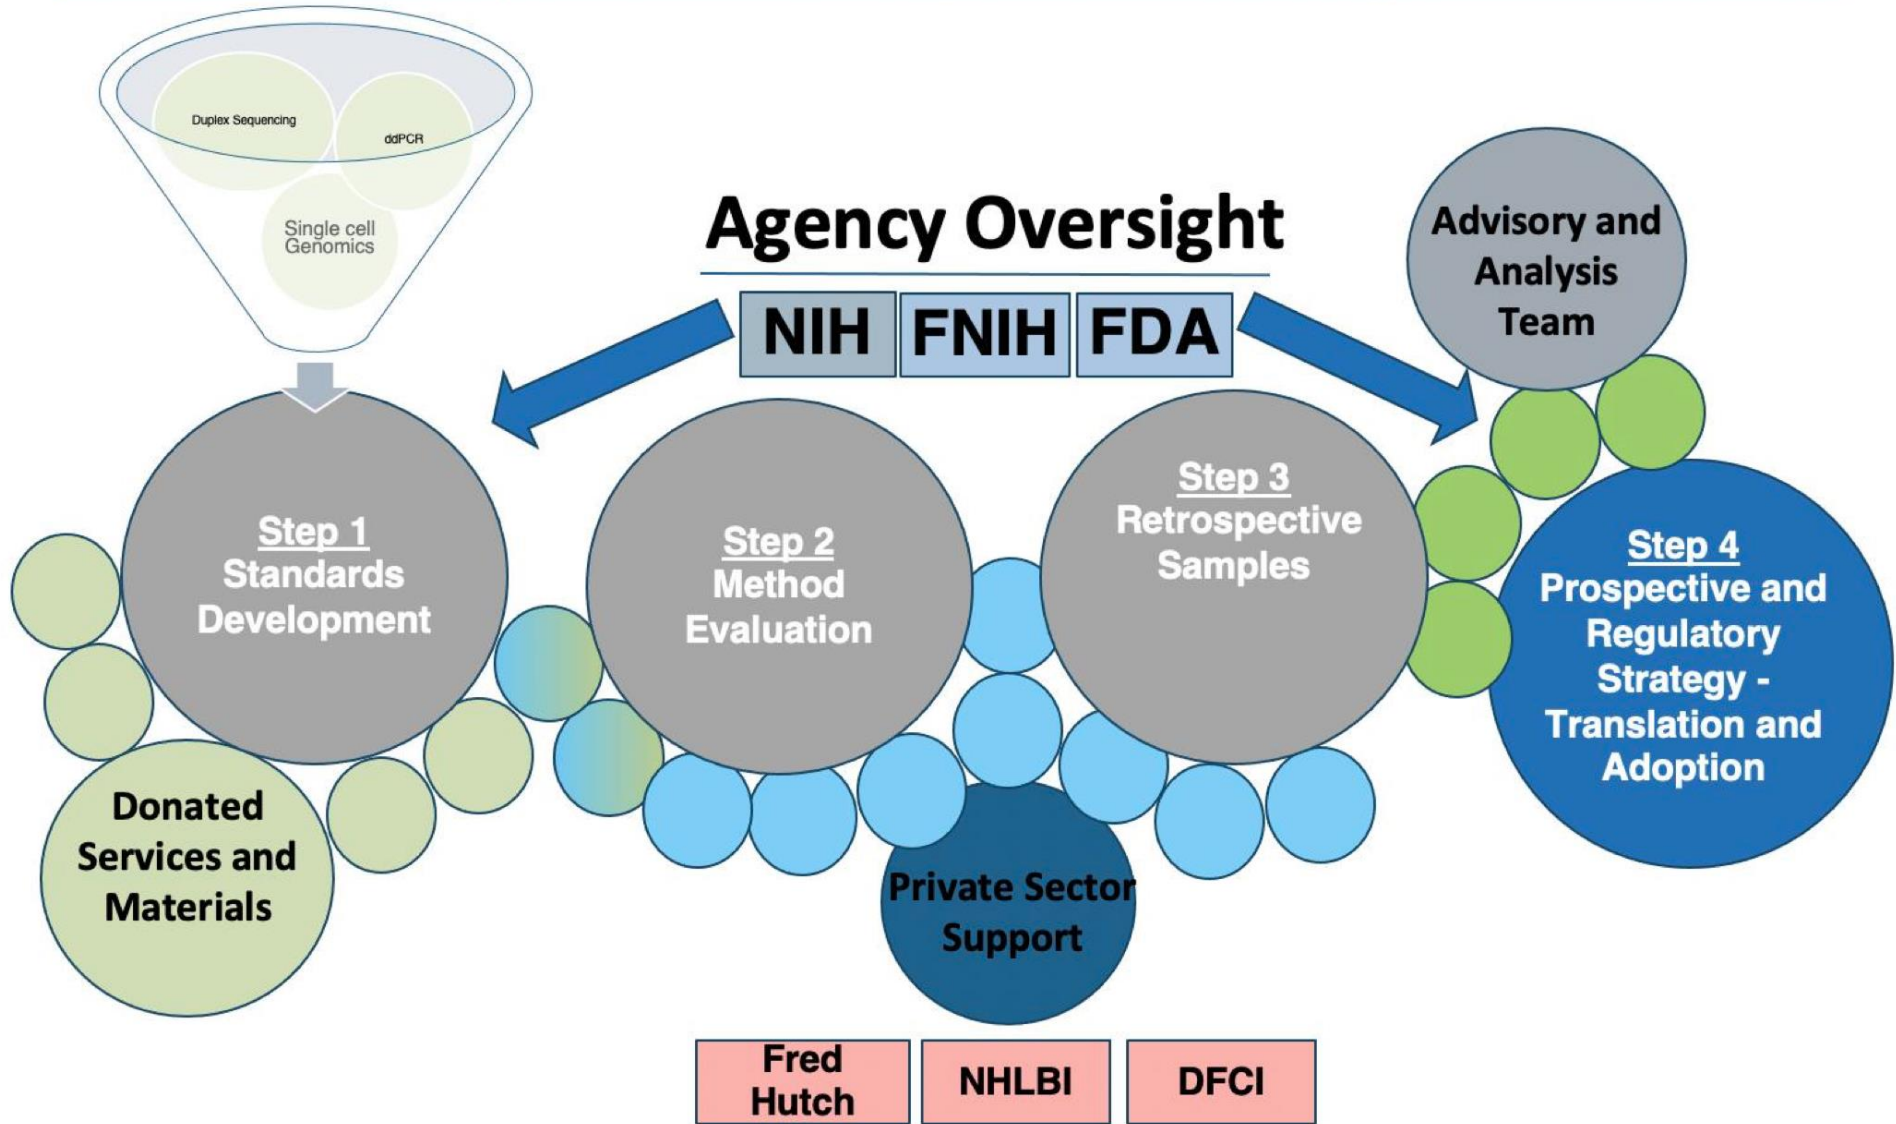 Duplex Sequencing
ddPCR
Single cell
Genomics
Agency Oversight
NIH
FNIH
FDA
Advisory and
Analysis
Team
Step 1
Standards
Development
Step 2
Method
Evaluation
Step 3
Retrospective
Samples
Step 4
Prospective and
Regulatory
Strategy -
Translation and
Adoption
Donated
Services and
Materials
Private Sector
Support
Fred
Hutch
NHLBI
DFCI